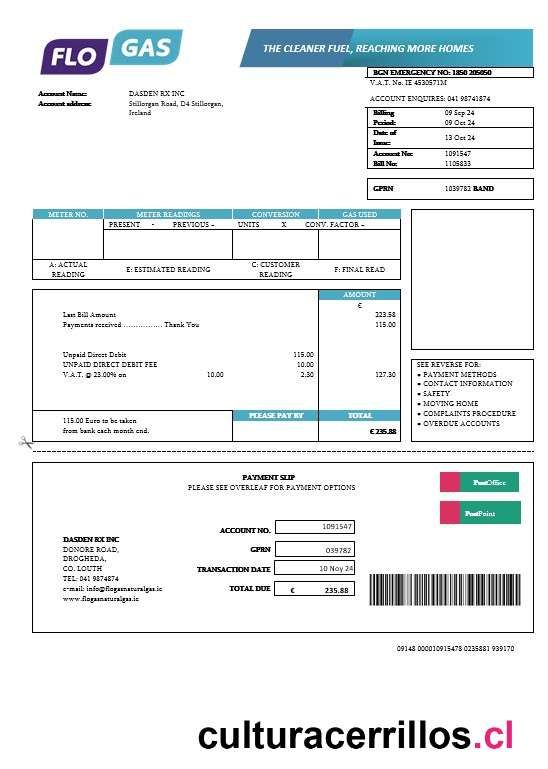 FLO GAS
THE CLEANER FUEL, REACHING MORE HOMES
BGN EMERGENCY NO: 1850 205050
V.A.T. No: IE 4530571M
ACCOUNT ENQUIRES: 041 98741874
Account Name: DASDEN RX INC
Account address: Stillorgan Road, D4 Stillorgan,
Ireland
Billing 09 Sep 24
Period: 09 Oct 24
Date of
Issue: 13 Oct 24
Account No: 1091547
Bill No: 1105833
GPRN 1039782 BAND
METER NO. METER READINGS CONVERSION GAS USED
PRESENT - PREVIOUS = UNITS X CONV. FACTOR =
A: ACTUAL READING E: ESTIMATED READING C: CUSTOMER READING F: FINAL READ
AMOUNT
€
Last Bill Amount 223.58
Payments received................ Thank You 115.00
Unpaid Direct Debit 115.00
UNPAID DIRECT DEBIT FEE 10.00
V.A.T. @ 23.00% on 10.00 2.30 127.30
PLEASE PAY BY TOTAL
115.00 Euro to be taken
from bank each month end. € 235.88
SEE REVERSE FOR:
● PAYMENT METHODS
● CONTACT INFORMATION
● SAFETY
● MOVING HOME
● COMPLAINTS PROCEDURE
● OVERDUE ACCOUNTS
PAYMENT SLIP
PLEASE SEE OVERLEAF FOR PAYMENT OPTIONS
PostOffice
PostPoint
DASDEN RX INC
DONORE ROAD,
DROGHEDA,
CO. LOUTH
TEL: 041 9874874
e-mail: info@flogasnaturalgas.ie
www.flogasnaturalgas.ie
ACCOUNT NO. 1091547
GPRN 039782
TRANSACTION DATE 10 Noy 24
TOTAL DUE € 235.88
09148 000010915478 0235881 939170
culturacerrillos.cl